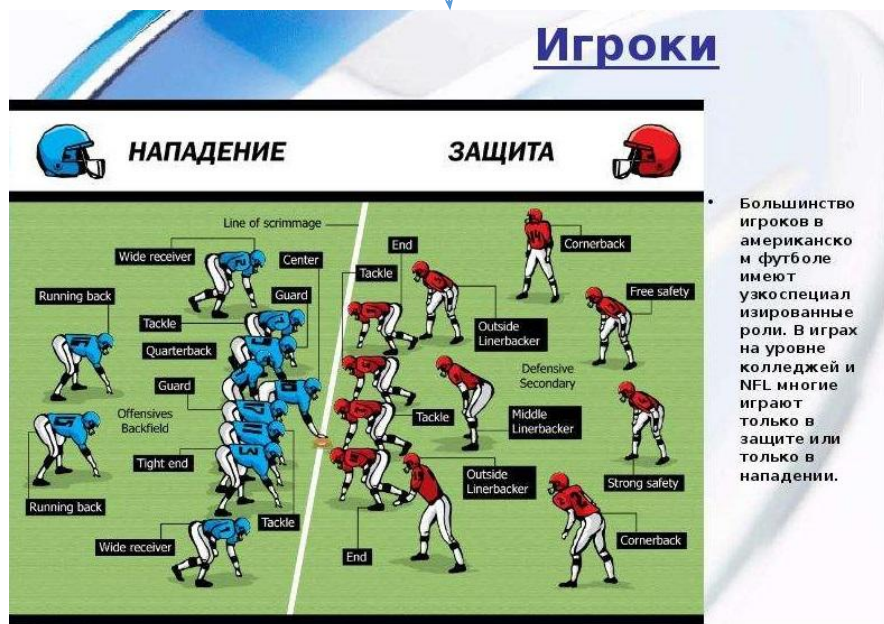 Игроки
НАПАДЕНИЕ
ЗАЩИТА
Line of scrimmage
Wide receiver
Center
Running back
Guard
Tackle
Quarterback
Guard
Offensives
Backfield
Tight end
Running back
Tackle
Wide receiver
End
Tackle
Cornerback
Free safety
Outside
Linerbacker
Defensive
Secondary
Tackle
Middle
Linerbacker
Outside
Linerbacker
Strong safety
End
Cornerback
• Большинство
игроков в
американско
м футболе
имеют
узкоспециал
изированные
роли. В играх
на уровне
колледжей и
NFL многие
играют
только в
защите или
только в
нападении.